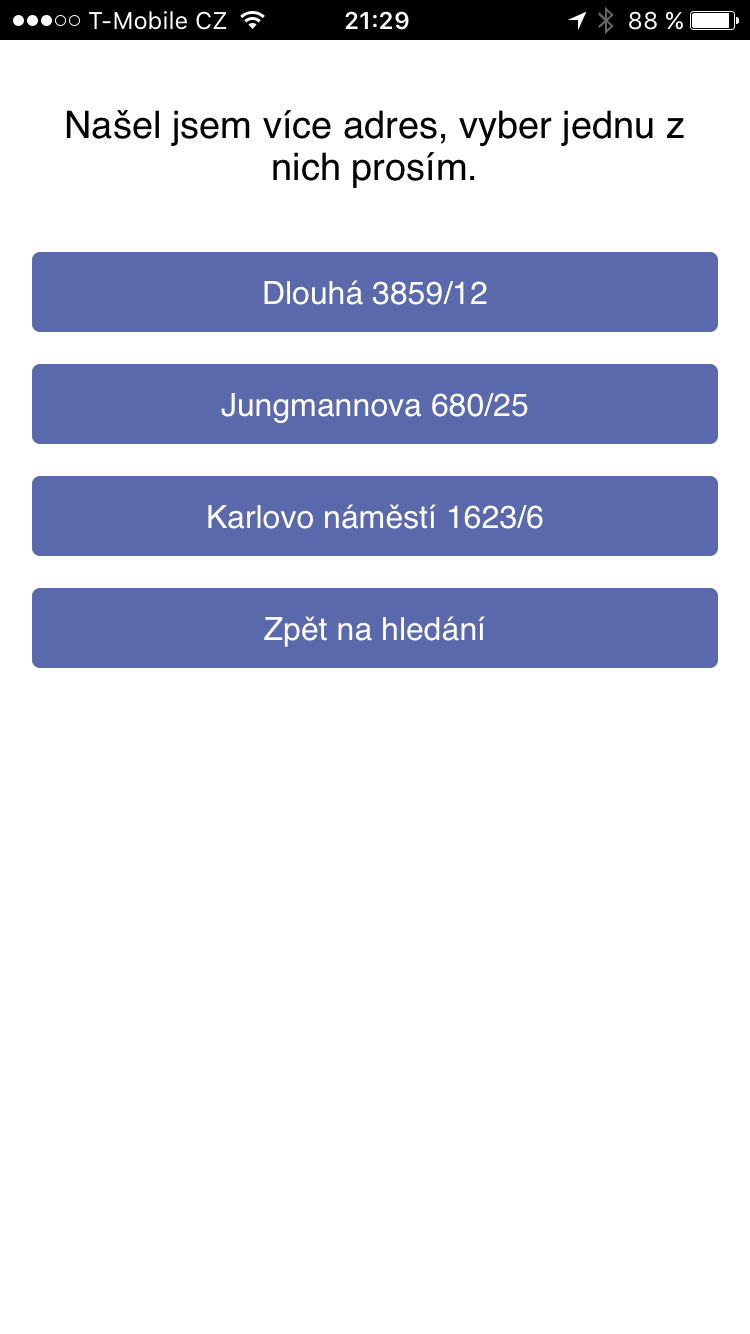 T-Mobile CZ 21:29 88 %
Našel jsem více adres, vyber jednu z
nich prosím.
Dlouhá 3859/12
Jungmannova 680/25
Karlovo náměstí 1623/6
Zpět na hledání